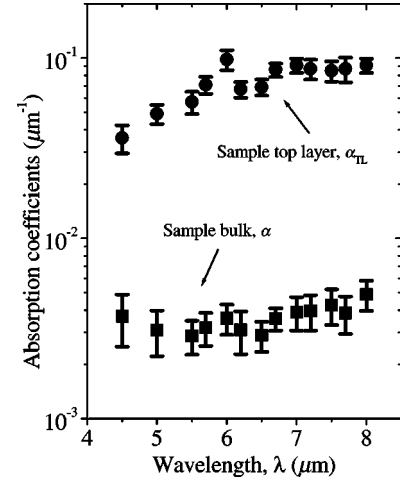 10⁻¹
Sample top layer, α_TL
Absorption coefficients (μm⁻¹)
10⁻²
Sample bulk, α
10⁻³
4 5 6 7 8
Wavelength, λ (μm)